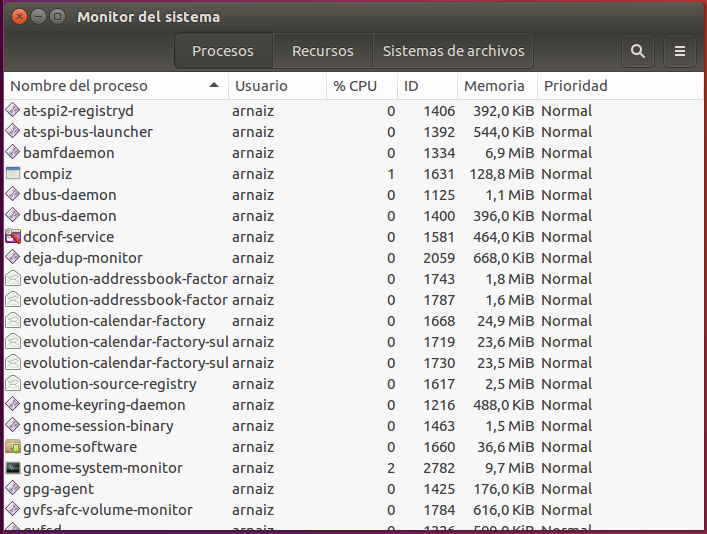 Monitor del sistema
Procesos Recursos Sistemas de archivos
Nombre del proceso Usuario % CPU ID Memoria Prioridad
at-spi2-registryd arnaiz 0 1406 392,0 KiB Normal
at-spi-bus-launcher arnaiz 0 1392 544,0 KiB Normal
bamfdaemon arnaiz 0 1334 6,9 MiB Normal
compiz arnaiz 1 1631 128,8 MiB Normal
dbus-daemon arnaiz 0 1125 1,1 MiB Normal
dbus-daemon arnaiz 0 1400 396,0 KiB Normal
dconf-service arnaiz 0 1581 464,0 KiB Normal
deja-dup-monitor arnaiz 0 2059 668,0 KiB Normal
evolution-addressbook-factor arnaiz 0 1743 1,8 MiB Normal
evolution-addressbook-factor arnaiz 0 1787 1,6 MiB Normal
evolution-calendar-factory arnaiz 0 1668 24,9 MiB Normal
evolution-calendar-factory-sul arnaiz 0 1719 23,6 MiB Normal
evolution-calendar-factory-sul arnaiz 0 1730 23,5 MiB Normal
evolution-source-registry arnaiz 0 1617 2,5 MiB Normal
gnome-keyring-daemon arnaiz 0 1216 488,0 KiB Normal
gnome-session-binary arnaiz 0 1463 1,5 MiB Normal
gnome-software arnaiz 0 1660 36,6 MiB Normal
gnome-system-monitor arnaiz 2 2782 9,7 MiB Normal
gpg-agent arnaiz 0 1425 176,0 KiB Normal
gvfs-afc-volume-monitor arnaiz 0 1784 616,0 KiB Normal
gvfsd arnaiz 0 1326 Normal